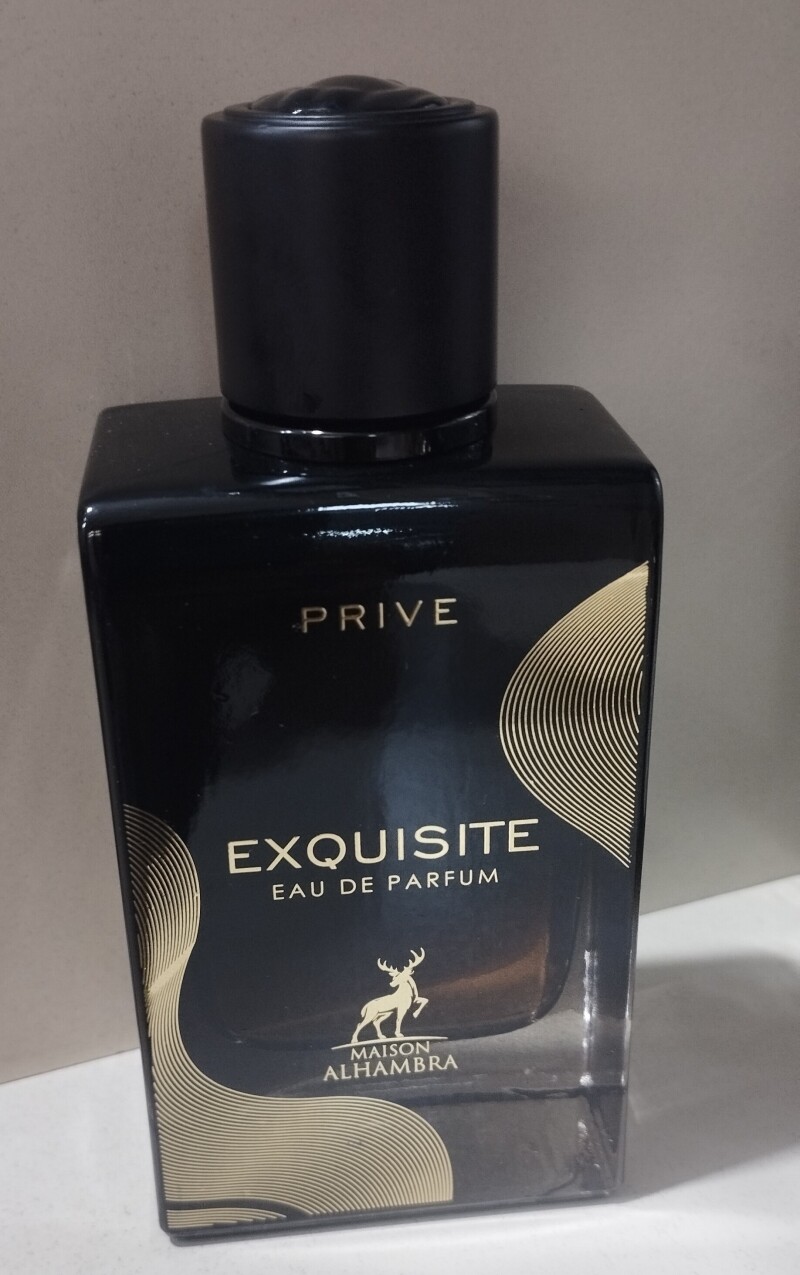 PRIVE
EXQUISITE
EAU DE PARFUM
MAISON
ALHAMBRA